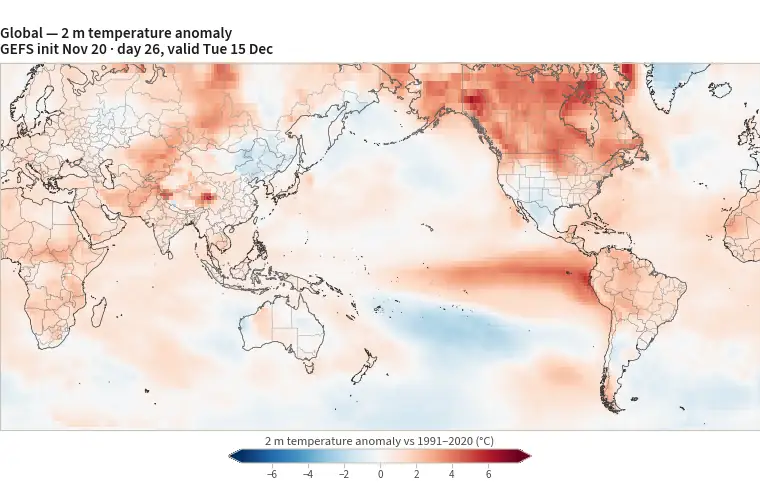 Global — 2 m temperature anomaly
GEFS init Nov 20 · day 26, valid Tue 15 Dec
2 m temperature anomaly vs 1991–2020 (°C)
−6 −4 −2 0 2 4 6